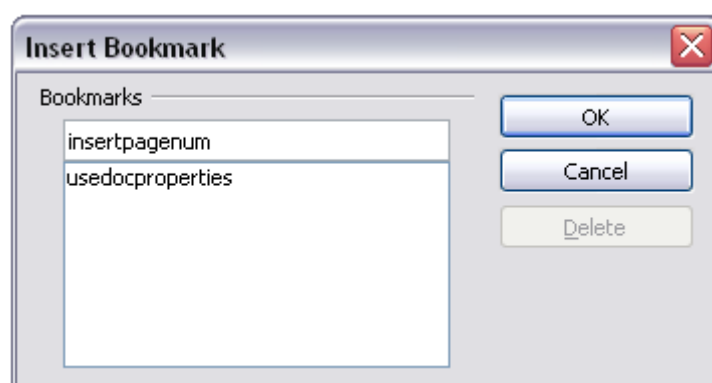 Insert Bookmark
Bookmarks
OK
insertpagenum
Cancel
usedocproperties
Delete